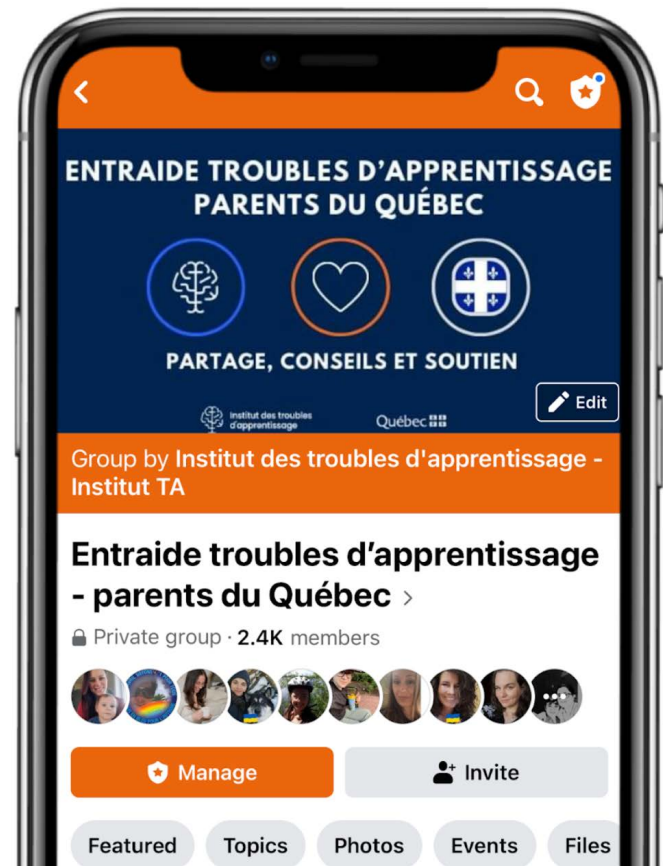 ENTRAIDE TROUBLES D'APPRENTISSAGE
PARENTS DU QUÉBEC
PARTAGE, CONSEILS ET SOUTIEN
Institut des troubles
d'apprentissage
Québec
Edit
Group by Institut des troubles d'apprentissage -
Institut TA
Entraide troubles d’apprentissage
- parents du Québec >
Private group · 2.4K members
Manage
Invite
Featured
Topics
Photos
Events
Files